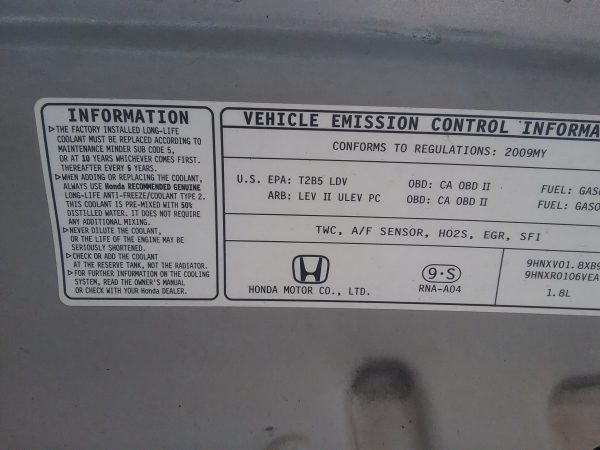 INFORMATION
▷THE FACTORY INSTALLED LONG-LIFE
COOLANT MUST BE REPLACED ACCORDING TO
MAINTENANCE MINDER SUB CODE 5,
OR AT 10 YEARS WHICHEVER COMES FIRST.
THEREAFTER EVERY 5 YEARS.
▷WHEN ADDING OR REPLACING THE COOLANT,
ALWAYS USE Honda RECOMMENDED GENUINE
LONG-LIFE ANTI-FREEZE/COOLANT TYPE 2.
THIS COOLANT IS PRE-MIXED WITH 50%
DISTILLED WATER. IT DOES NOT REQUIRE
ANY ADDITIONAL MIXING.
▷NEVER DILUTE THE COOLANT,
OR THE LIFE OF THE ENGINE MAY BE
SERIOUSLY SHORTENED.
▷CHECK OR ADD THE COOLANT
AT THE RESERVE TANK, NOT THE RADIATOR.
▷FOR FURTHER INFORMATION ON THE COOLING
SYSTEM, READ THE OWNER'S MANUAL
OR CHECK WITH YOUR Honda DEALER.
VEHICLE EMISSION CONTROL INFORMA
CONFORMS TO REGULATIONS: 2009MY
U.S. EPA: T2B5 LDV OBD: CA OBD II FUEL: GASO
ARB: LEV II ULEV PC OBD: CA OBD II FUEL: GASO
TWC, A/F SENSOR, HO2S, EGR, SFI
HONDA MOTOR CO., LTD.
9·S
RNA-A04
9HNXV01.8XB9
9HNXR0106VEA
1.8L